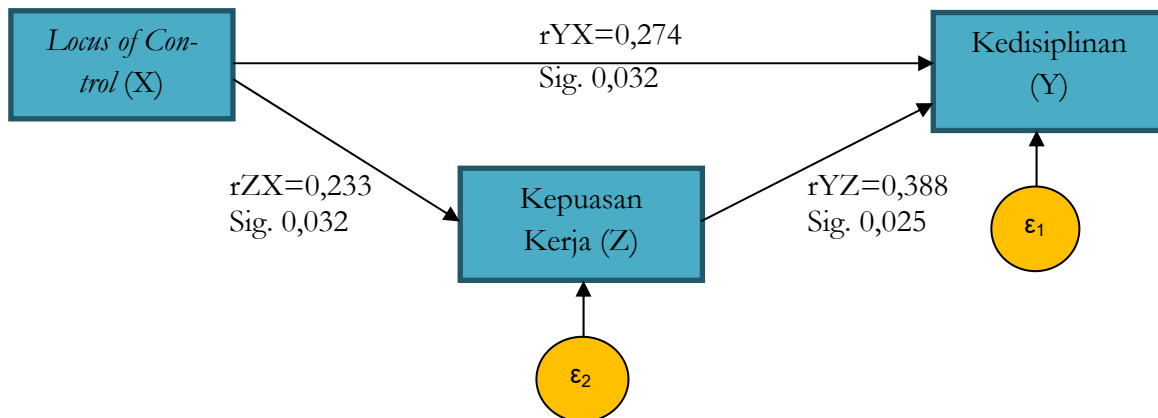 Locus of Con-
trol (X)
rYX=0,274
Sig. 0,032
Kedisiplinan
(Y)
rZX=0,233
Sig. 0,032
Kepuasan
Kerja (Z)
rYZ=0,388
Sig. 0,025
ε1
ε2